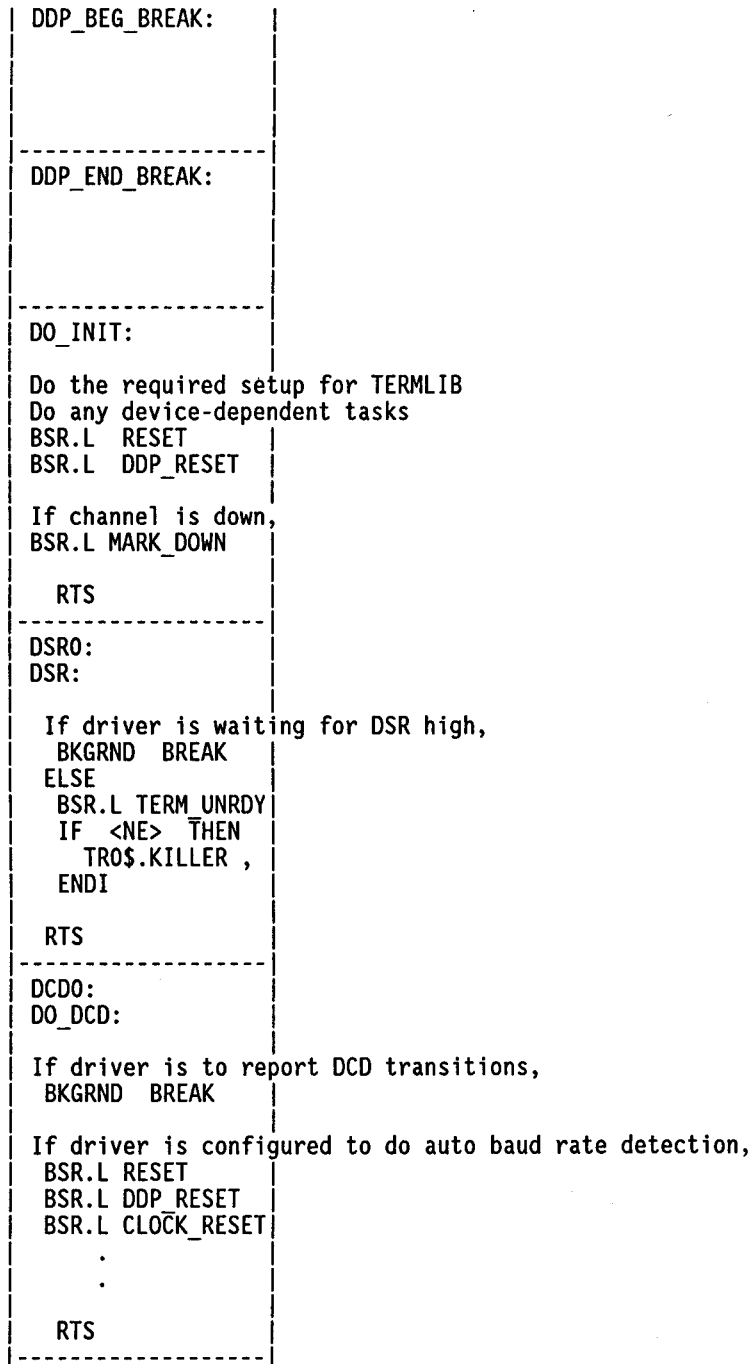 DDP_BEG_BREAK:
-------------------
DDP_END_BREAK:
-------------------
DO_INIT:
Do the required setup for TERMLIB
Do any device-dependent tasks
BSR.L RESET
BSR.L DDP_RESET
If channel is down,
BSR.L MARK_DOWN
RTS
-------------------
DSR0:
DSR:
If driver is waiting for DSR high,
BKGRND BREAK
ELSE
BSR.L TERM_UNRDY
IF <NE> THEN
TR0$.KILLER ,
ENDI
RTS
-------------------
DCD0:
DO_DCD:
If driver is to report DCD transitions,
BKGRND BREAK
If driver is configured to do auto baud rate detection,
BSR.L RESET
BSR.L DDP_RESET
BSR.L CLOCK_RESET
.
.
RTS
-------------------